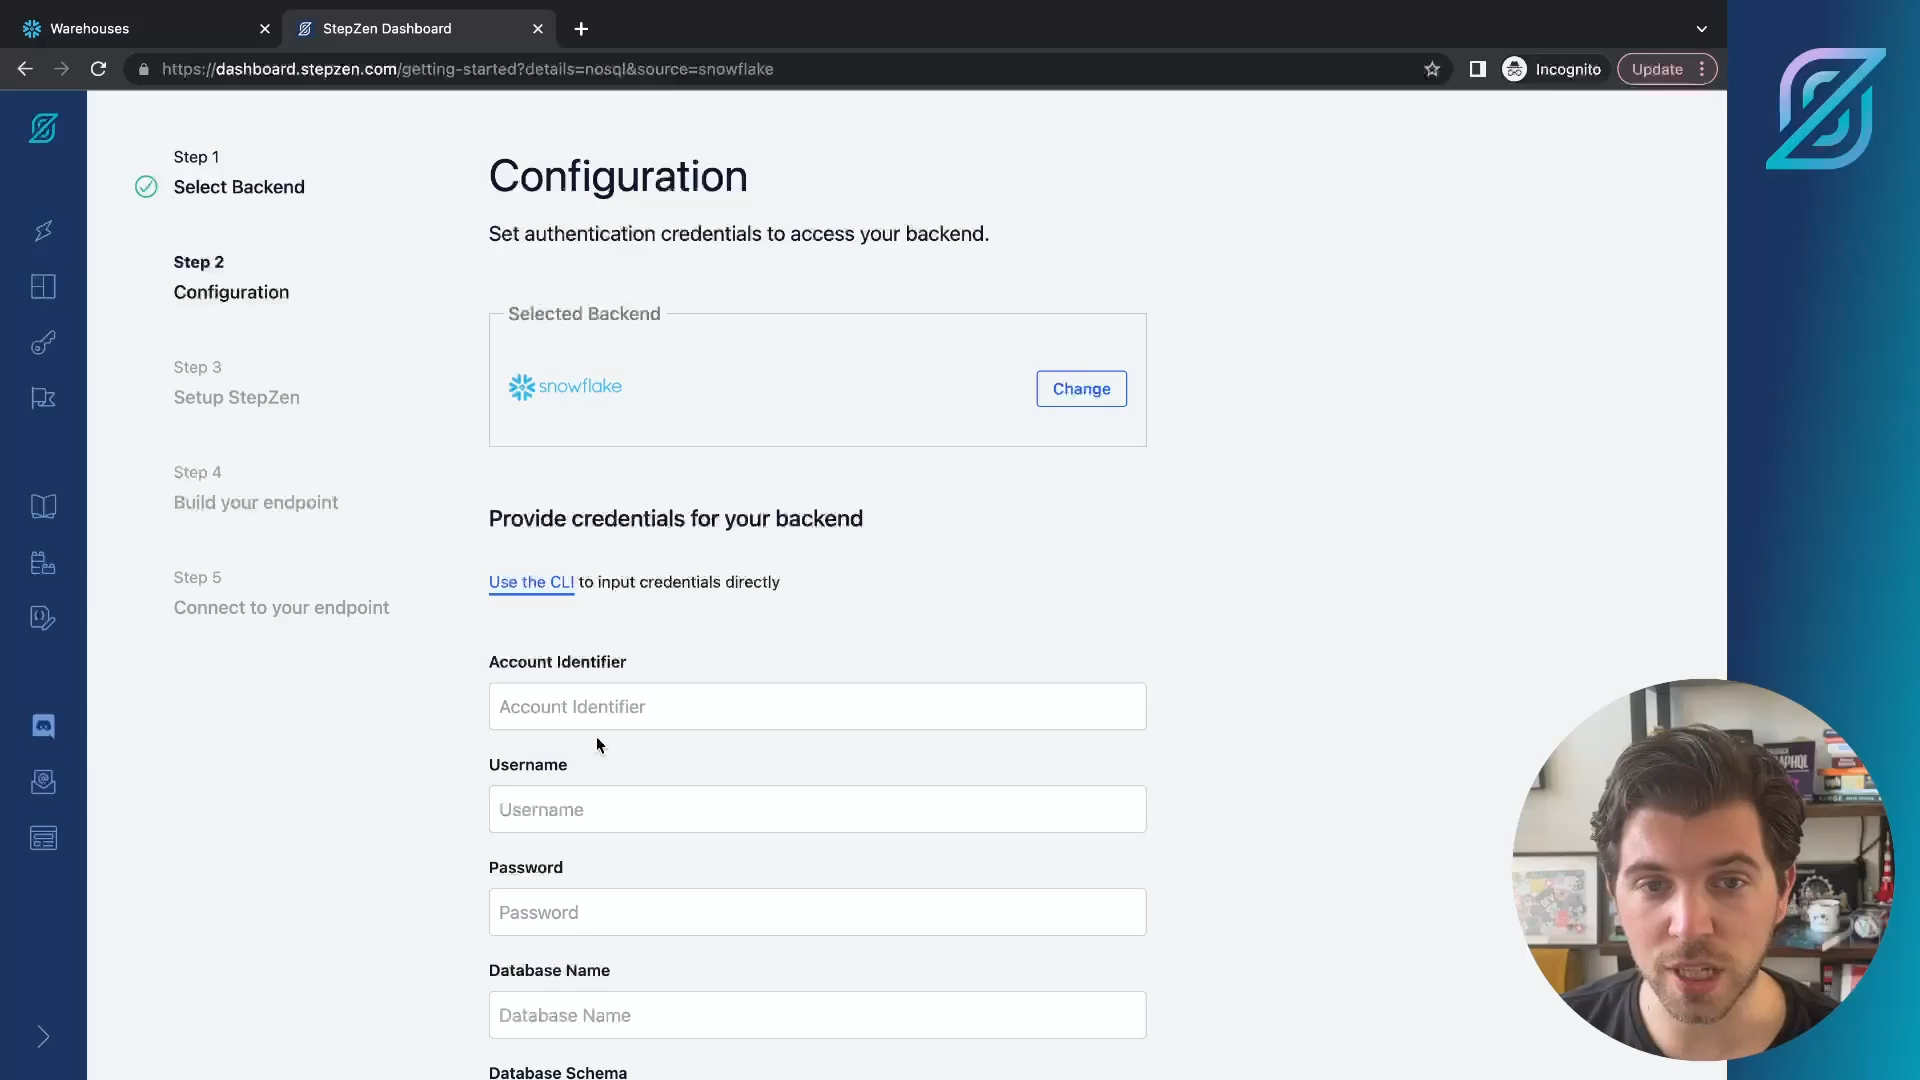 Warehouses
StepZen Dashboard
https://dashboard.stepzen.com/getting-started?details=nosql&source=snowflake
Incognito
Update
Step 1
Select Backend
Step 2
Configuration
Step 3
Setup StepZen
Step 4
Build your endpoint
Step 5
Connect to your endpoint
Configuration
Set authentication credentials to access your backend.
Selected Backend
snowflake
Change
Provide credentials for your backend
Use the CLI to input credentials directly
Account Identifier
Account Identifier
Username
Username
Password
Password
Database Name
Database Name
Database Schema